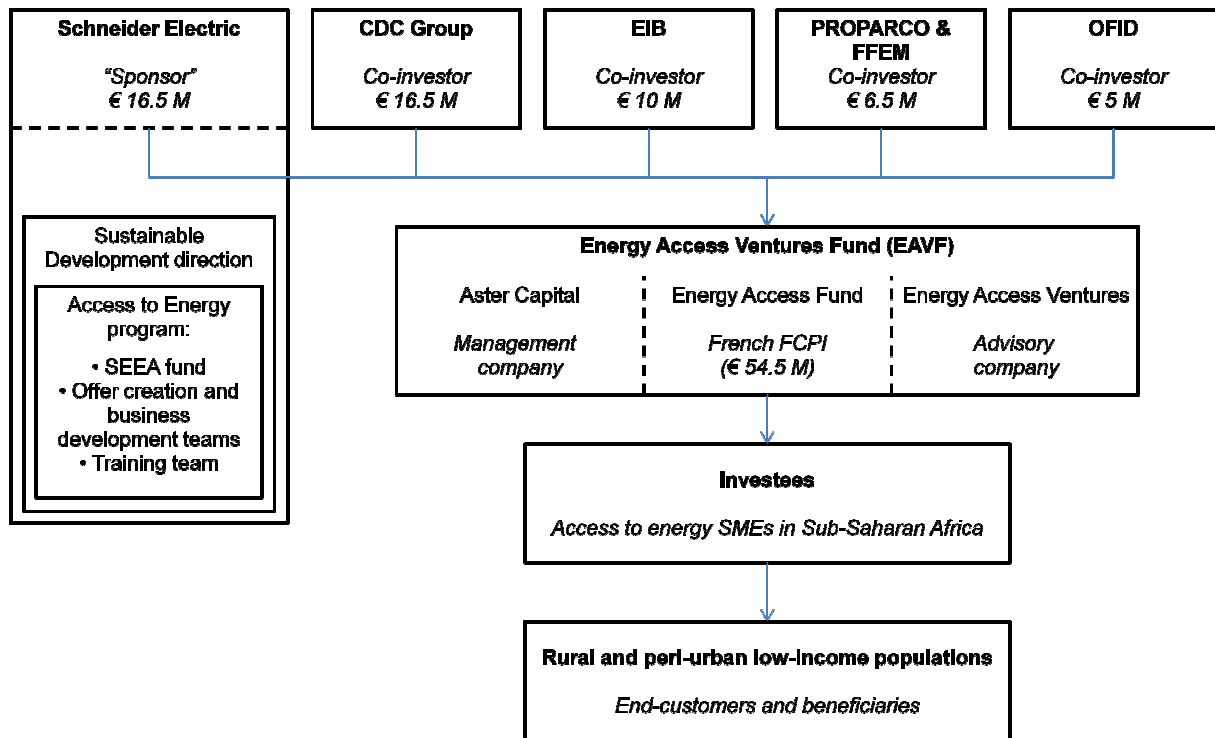 Schneider Electric
"Sponsor"
€ 16.5 M
CDC Group
Co-investor
€ 16.5 M
EIB
Co-investor
€ 10 M
PROPARCO &
FFEM
Co-investor
€ 6.5 M
OFID
Co-investor
€ 5 M
Sustainable
Development direction
Access to Energy
program:
• SEEA fund
• Offer creation and
business
development teams
• Training team
Energy Access Ventures Fund (EAVF)
Aster Capital
Management
company
Energy Access Fund
French FCPI
(€ 54.5 M)
Energy Access Ventures
Advisory
company
Investees
Access to energy SMEs in Sub-Saharan Africa
Rural and peri-urban low-income populations
End-customers and beneficiaries